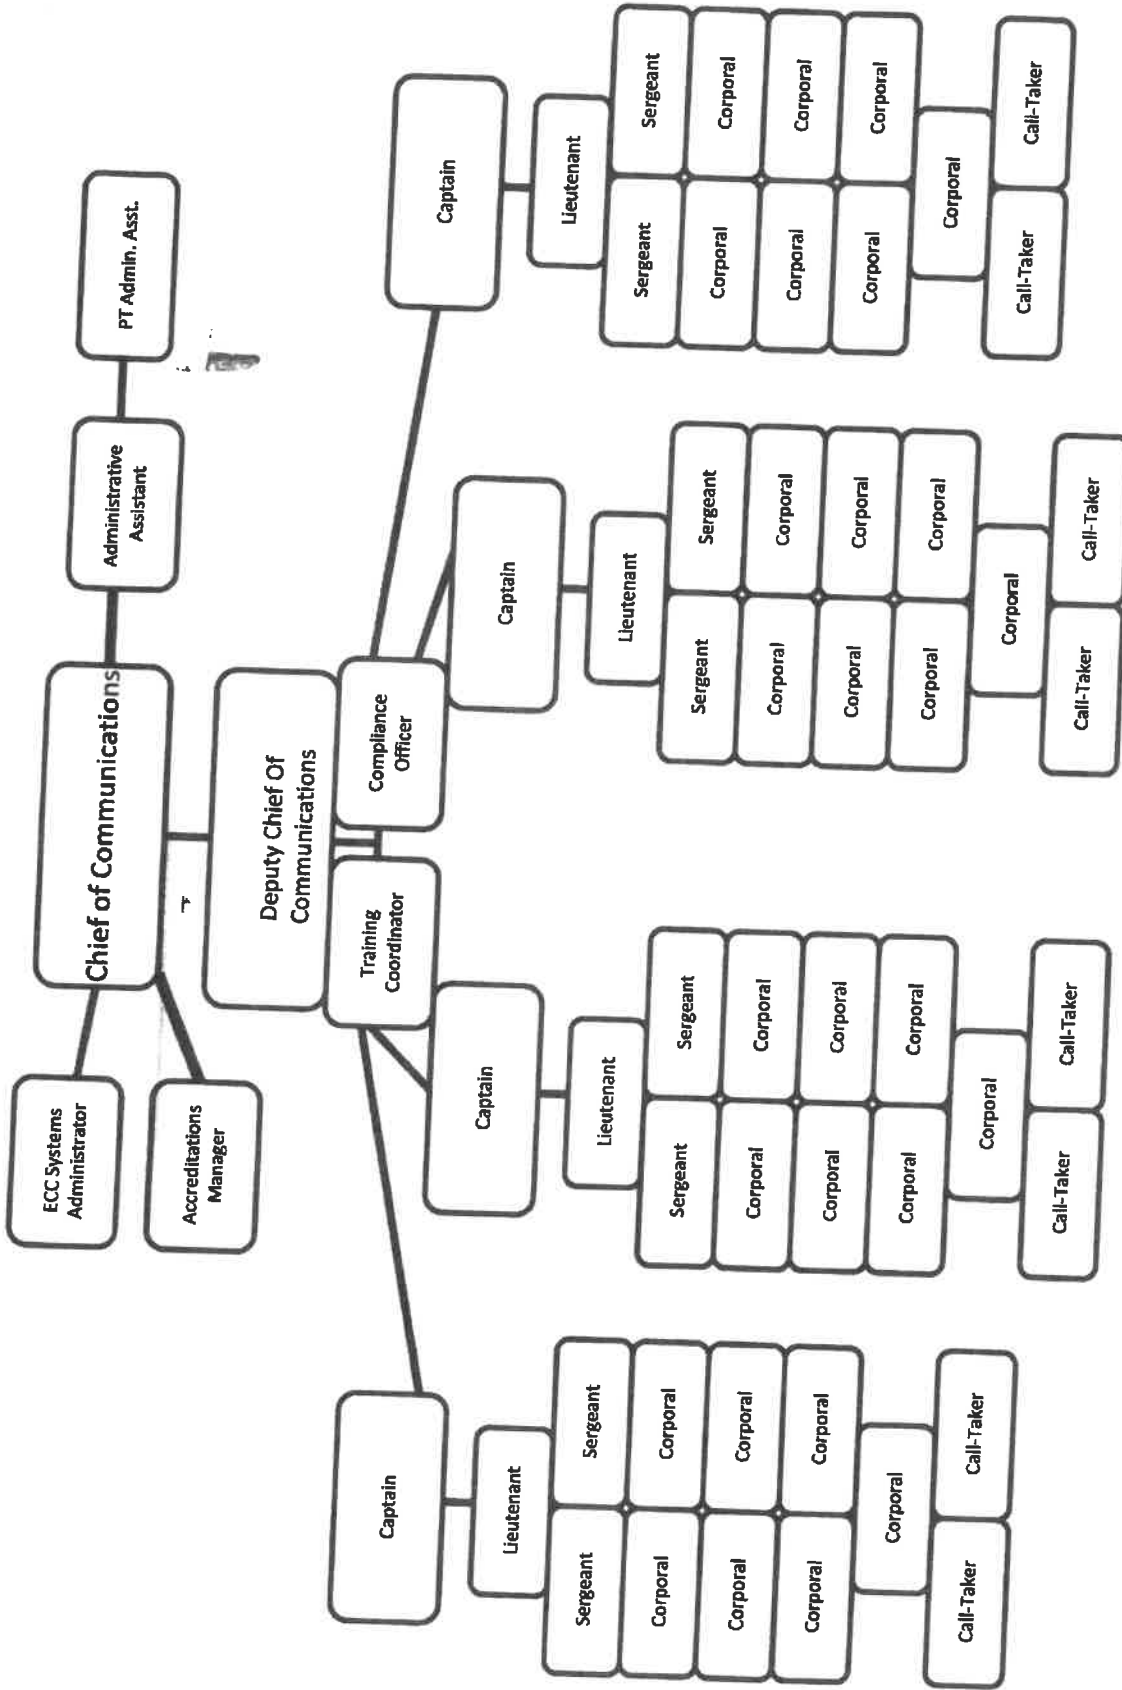 ECC Systems
Administrator
Accreditations
Manager
Chief of Communications
Administrative
Assistant
PT Admin. Asst.
Deputy Chief Of
Communications
Training
Coordinator
Compliance
Officer
Captain
Lieutenant
Sergeant
Sergeant
Corporal
Corporal
Corporal
Corporal
Corporal
Corporal
Corporal
Call-Taker
Call-Taker
Captain
Lieutenant
Sergeant
Sergeant
Corporal
Corporal
Corporal
Corporal
Corporal
Corporal
Corporal
Call-Taker
Call-Taker
Captain
Lieutenant
Sergeant
Sergeant
Corporal
Corporal
Corporal
Corporal
Corporal
Corporal
Corporal
Call-Taker
Call-Taker
Captain
Lieutenant
Sergeant
Sergeant
Corporal
Corporal
Corporal
Corporal
Corporal
Corporal
Corporal
Call-Taker
Call-Taker